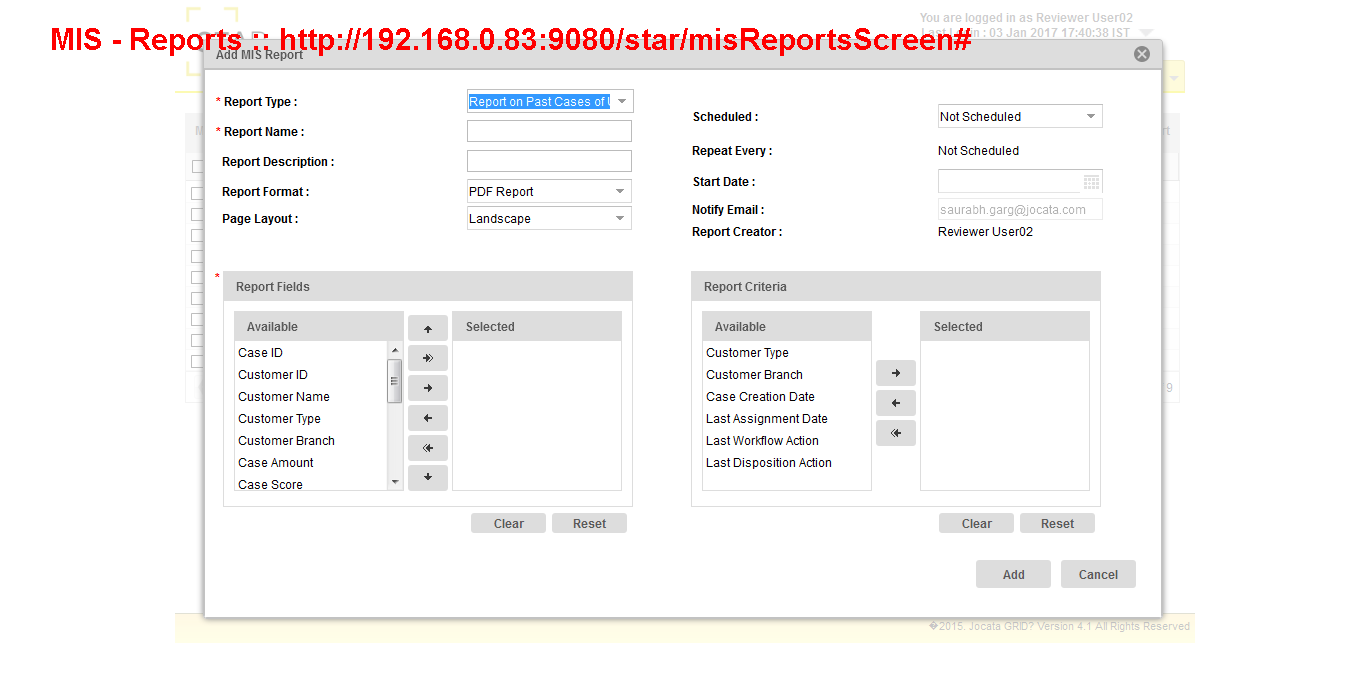 You are logged in as Reviewer User02
MIS - Reports :: http://192.168.0.83:9080/star/misReportsScreen#
: 03 Jan 2017 17:40:38 IST
Add MIS Report
* Report Type :
Report on Past Cases of
* Report Name :
Report Description :
Report Format :
PDF Report
Page Layout :
Landscape
Scheduled :
Not Scheduled
Repeat Every :
Not Scheduled
Start Date :
Notify Email :
saurabh.garg@jocata.com
Report Creator :
Reviewer User02
*
Report Fields
Available
Selected
Case ID
Customer ID
Customer Name
Customer Type
Customer Branch
Case Amount
Case Score
Clear
Reset
Report Criteria
Available
Selected
Customer Type
Customer Branch
Case Creation Date
Last Assignment Date
Last Workflow Action
Last Disposition Action
Clear
Reset
Add
Cancel
�2015. Jocata GRID? Version 4.1 All Rights Reserved